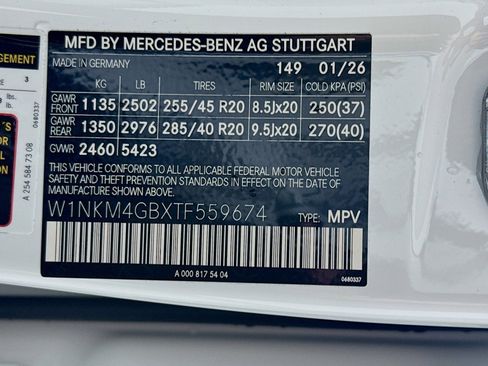 MFD BY MERCEDES-BENZ AG STUTTGART
MADE IN GERMANY 149 01/26
KG LB TIRES RIM SIZE COLD KPA (PSI)
GAWR FRONT 1135 2502 255/45 R20 8.5Jx20 250(37)
GAWR REAR 1350 2976 285/40 R20 9.5Jx20 270(40)
GVWR 2460 5423
THIS VEHICLE CONFORMS TO ALL APPLICABLE FEDERAL MOTOR VEHICLE
SAFETY AND THEFT PREVENTION STANDARDS IN EFFECT ON THE DATE OF
MANUFACTURE SHOWN ABOVE.
W1NKM4GBXTF559674 TYPE: MPV
A 000 817 54 04
0680337
3
lbs.
lb.
0680337
A 254 584 73 08